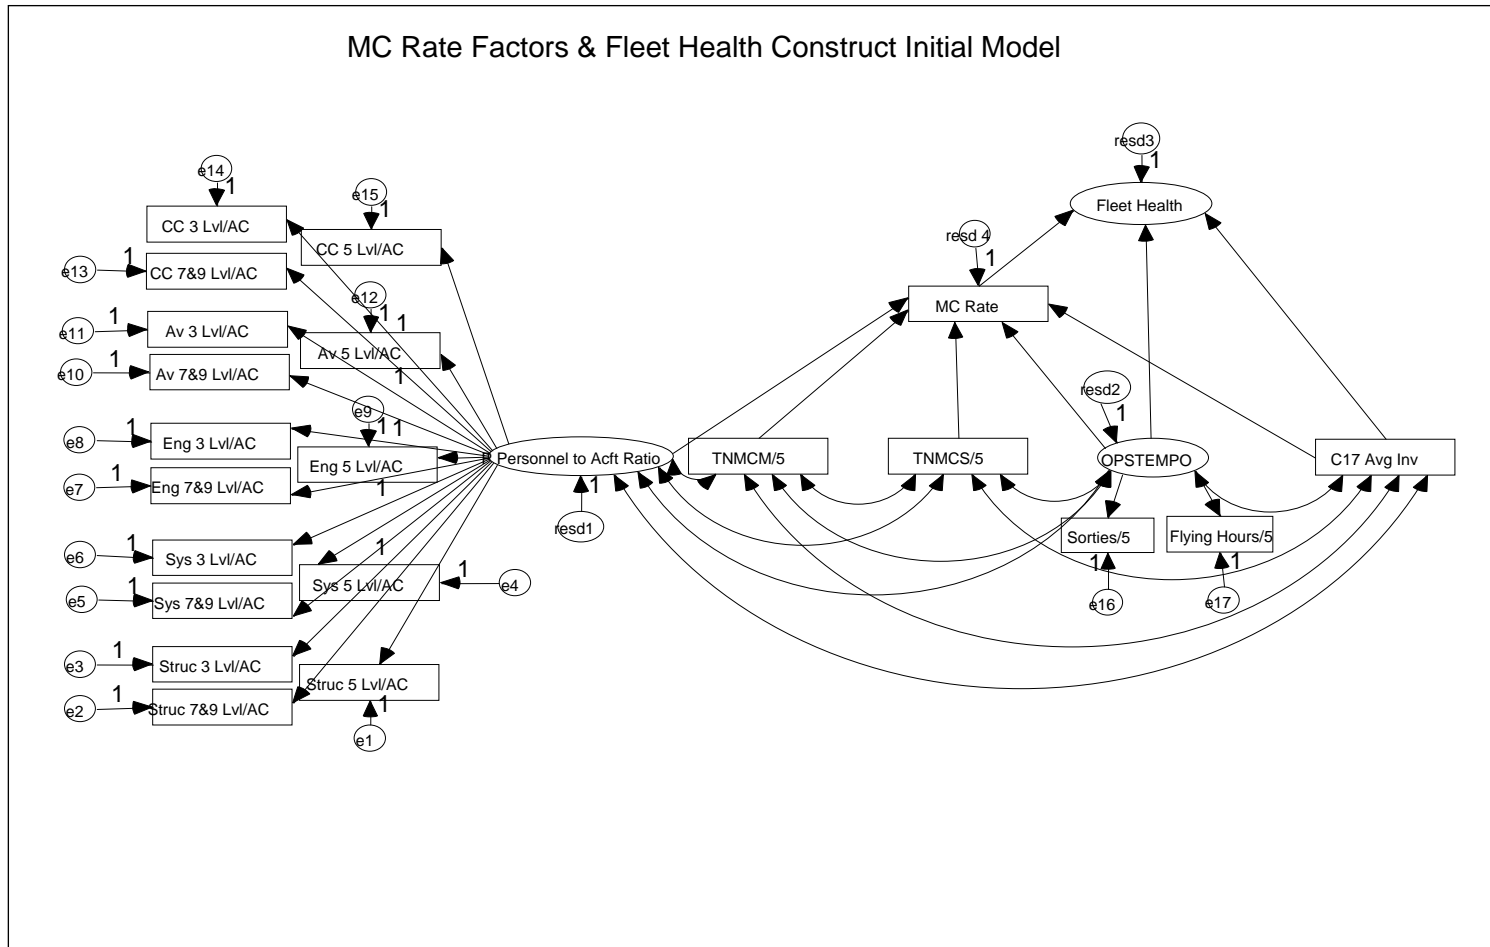 MC Rate Factors & Fleet Health Construct Initial Model
resd3
1
Fleet Health
e14
1
e15
1
CC 3 Lvl/AC
CC 5 Lvl/AC
resd 4
1
e13
1
CC 7&9 Lvl/AC
e12
1
1
MC Rate
e11
1
Av 3 Lvl/AC
Av 5 Lvl/AC
e10
1
Av 7&9 Lvl/AC
1
resd2
1
e9
1
1
e8
1
Eng 3 Lvl/AC
Eng 5 Lvl/AC
Personnel to Acft Ratio
TNMCM/5
TNMCS/5
OPSTEMPO
C17 Avg Inv
e7
1
Eng 7&9 Lvl/AC
1
1
resd1
Sorties/5
Flying Hours/5
e6
1
Sys 3 Lvl/AC
1
1
1
Sys 5 Lvl/AC
1
e4
e5
1
Sys 7&9 Lvl/AC
e16
e17
e3
1
Struc 3 Lvl/AC
Struc 5 Lvl/AC
e2
1
Struc 7&9 Lvl/AC
1
e1